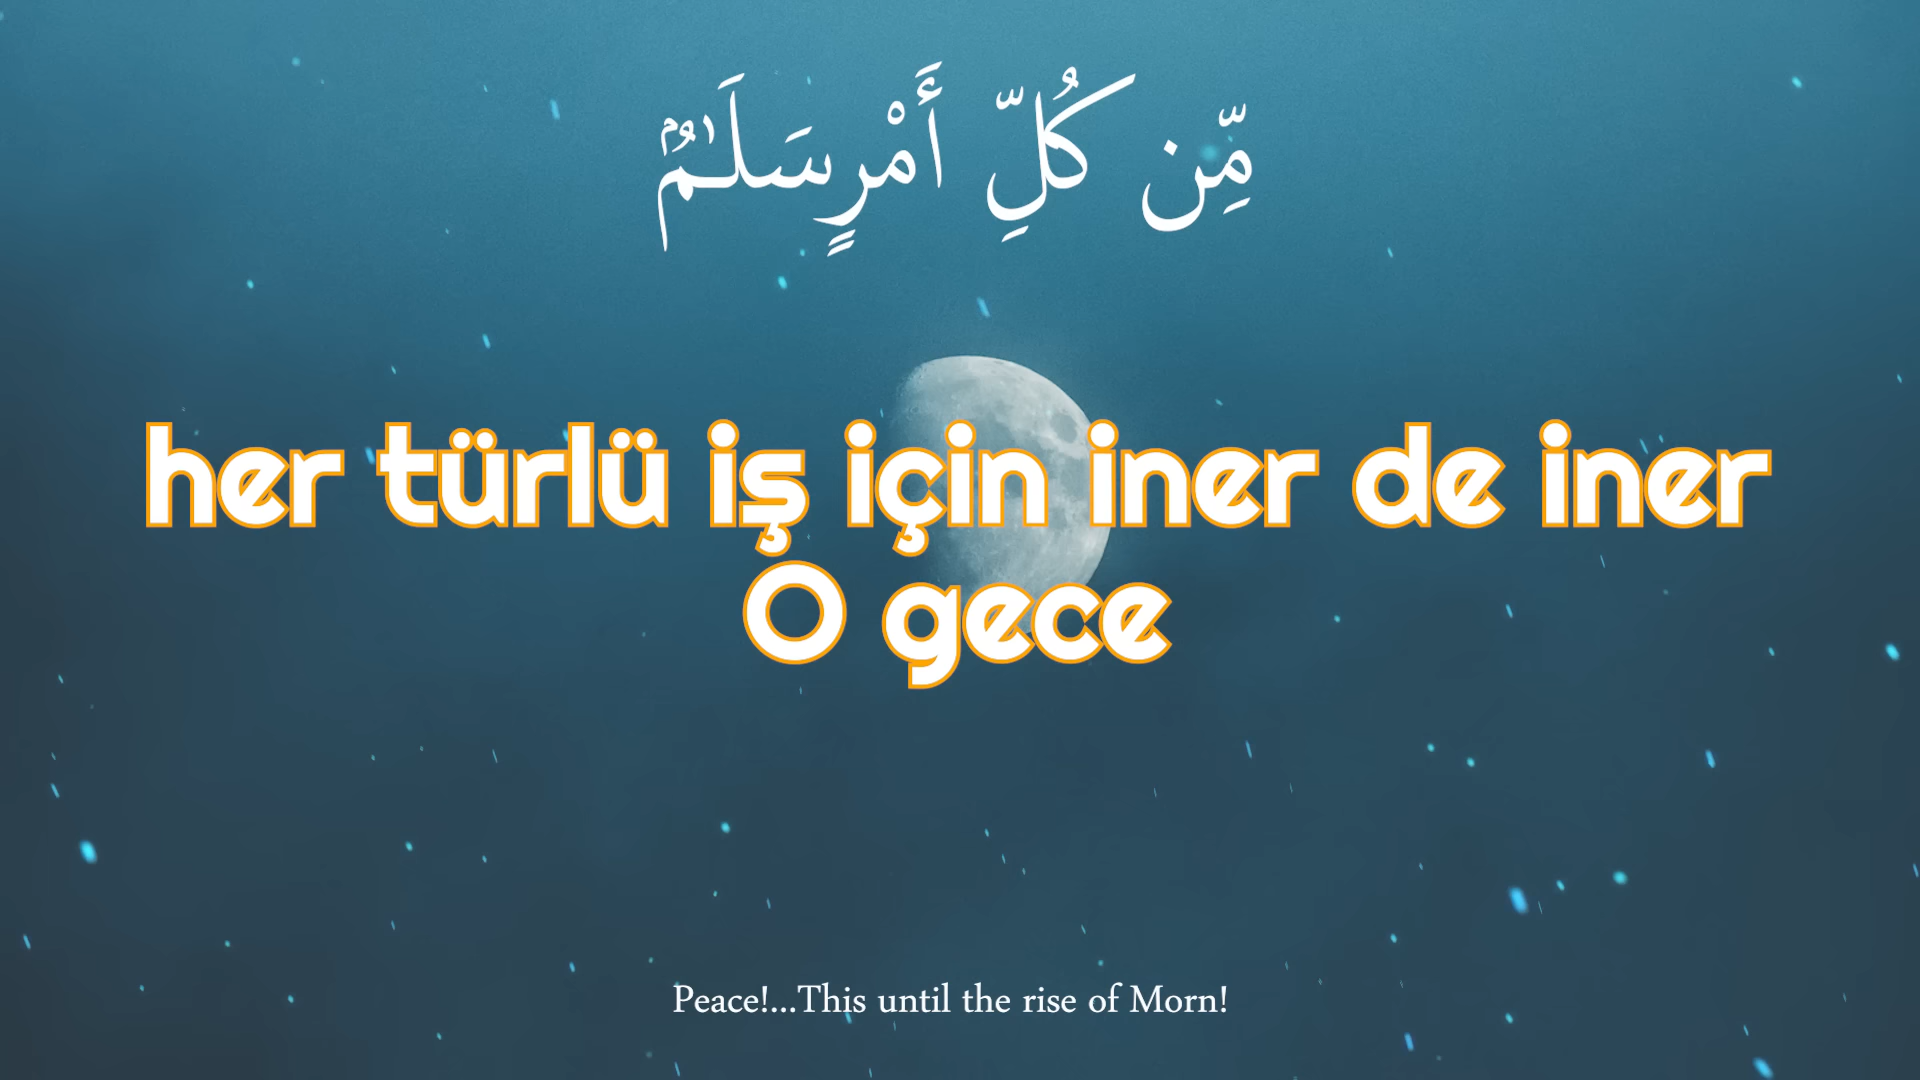 مِّن كُلِّ أَمْرٍسَلَـٰمٌۭ
her türlü iş için iner de iner
O gece
Peace!...This until the rise of Morn!